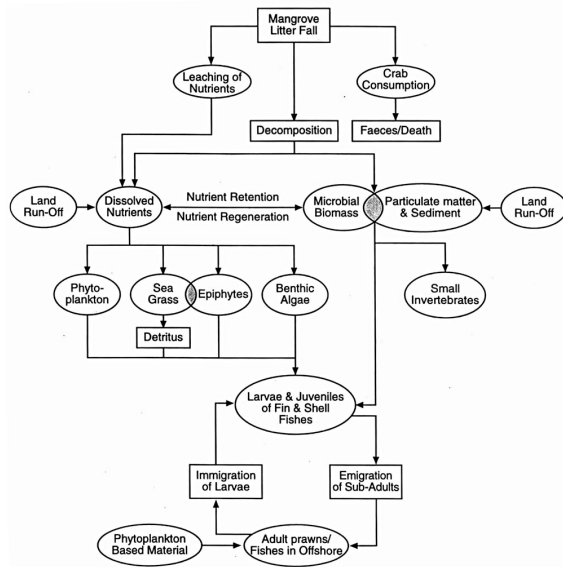 Mangrove
Litter Fall
Leaching of
Nutrients
Crab
Consumption
Decomposition
Faeces/Death
Land
Run-Off
Dissolved
Nutrients
Nutrient Retention
Nutrient Regeneration
Microbial
Biomass
Particulate matter
& Sediment
Land
Run-Off
Phyto-
plankton
Sea
Grass
Epiphytes
Benthic
Algae
Small
Invertebrates
Detritus
Larvae & Juveniles
of Fin & Shell
Fishes
Immigration
of Larvae
Emigration
of Sub-Adults
Phytoplankton
Based Material
Adult prawns/
Fishes in Offshore